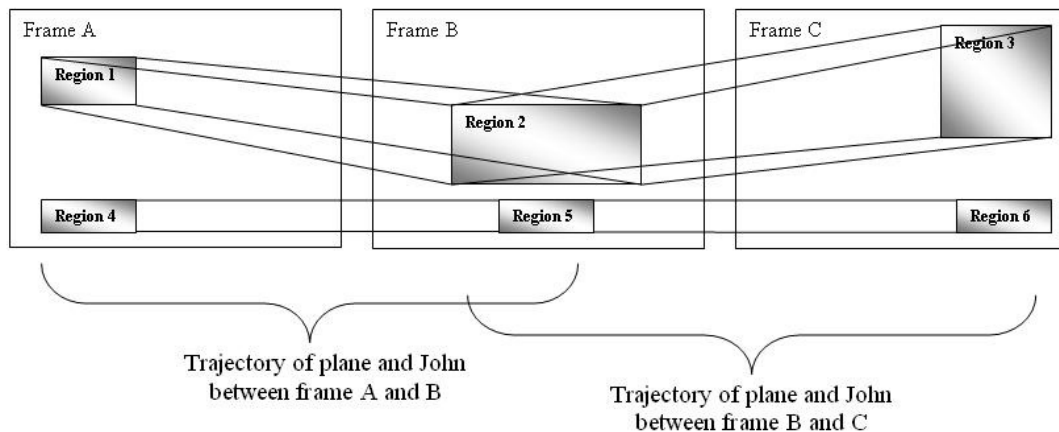 Frame A
Frame B
Frame C
Region 1
Region 2
Region 3
Region 4
Region 5
Region 6
Trajectory of plane and John
between frame A and B
Trajectory of plane and John
between frame B and C